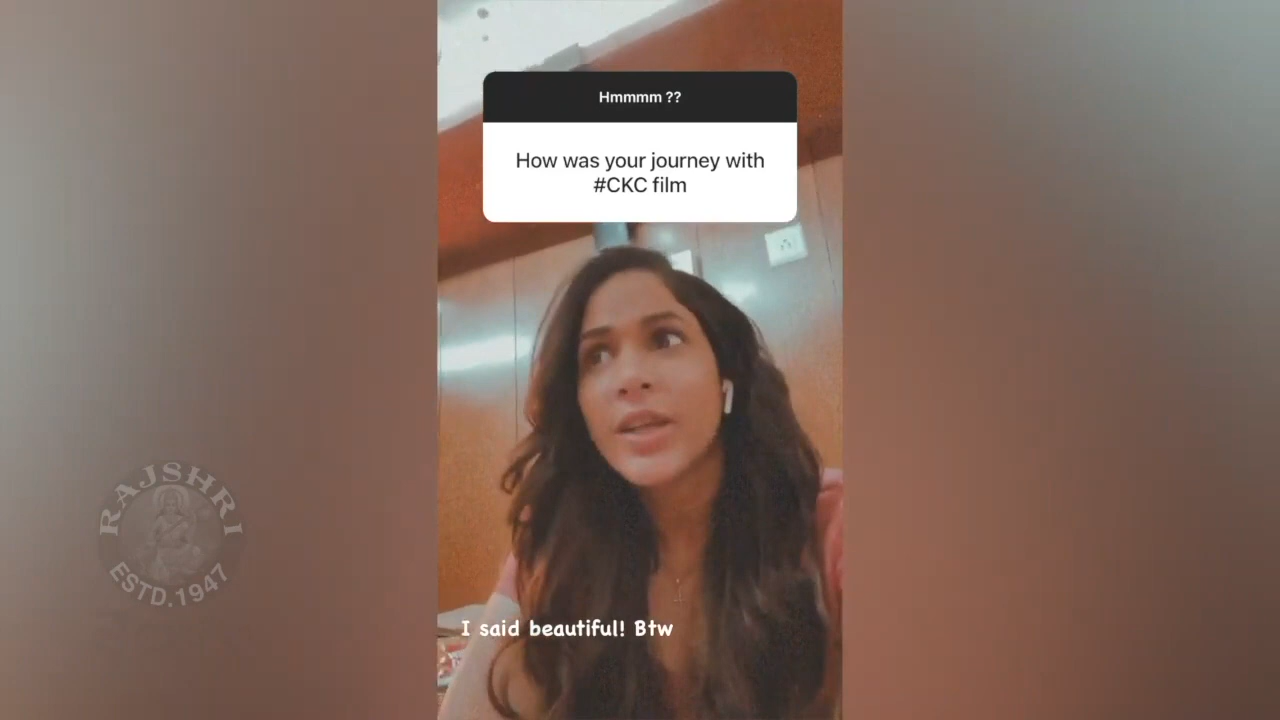 Hmmmm ??
How was your journey with
#CKC film
RAJSHRI
ESTD.1947
I said beautiful! Btw